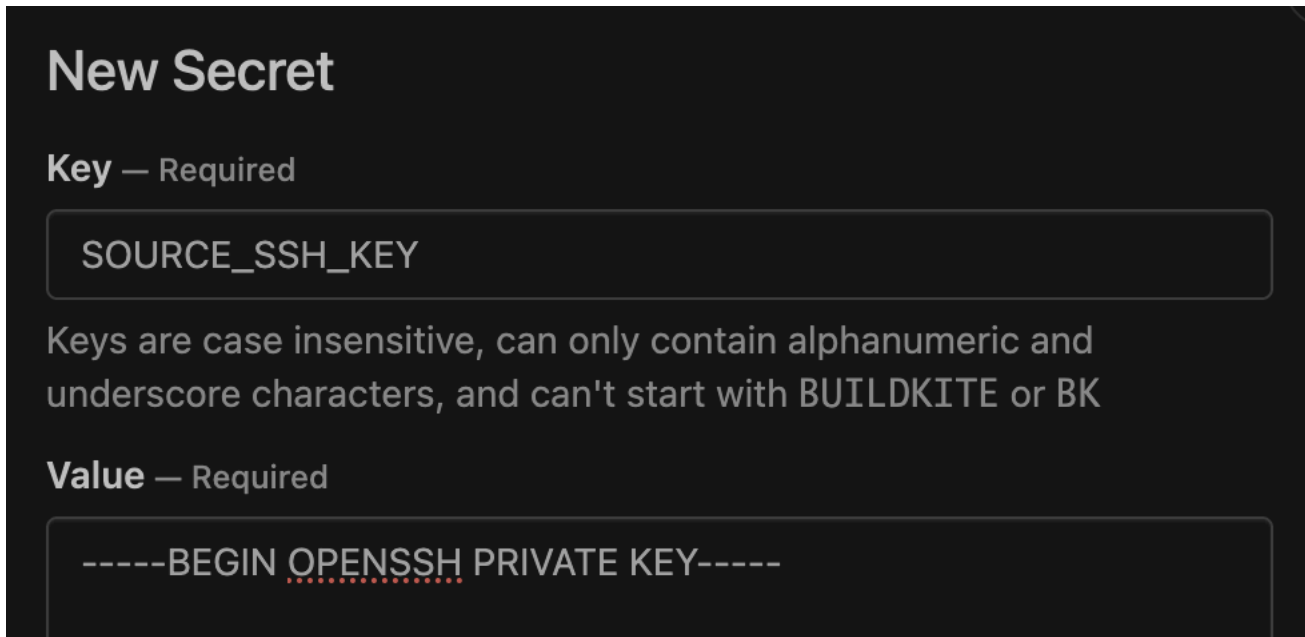 New Secret
Key — Required
SOURCE_SSH_KEY
Keys are case insensitive, can only contain alphanumeric and
underscore characters, and can't start with BUILDKITE or BK
Value — Required
-----BEGIN OPENSSH PRIVATE KEY-----